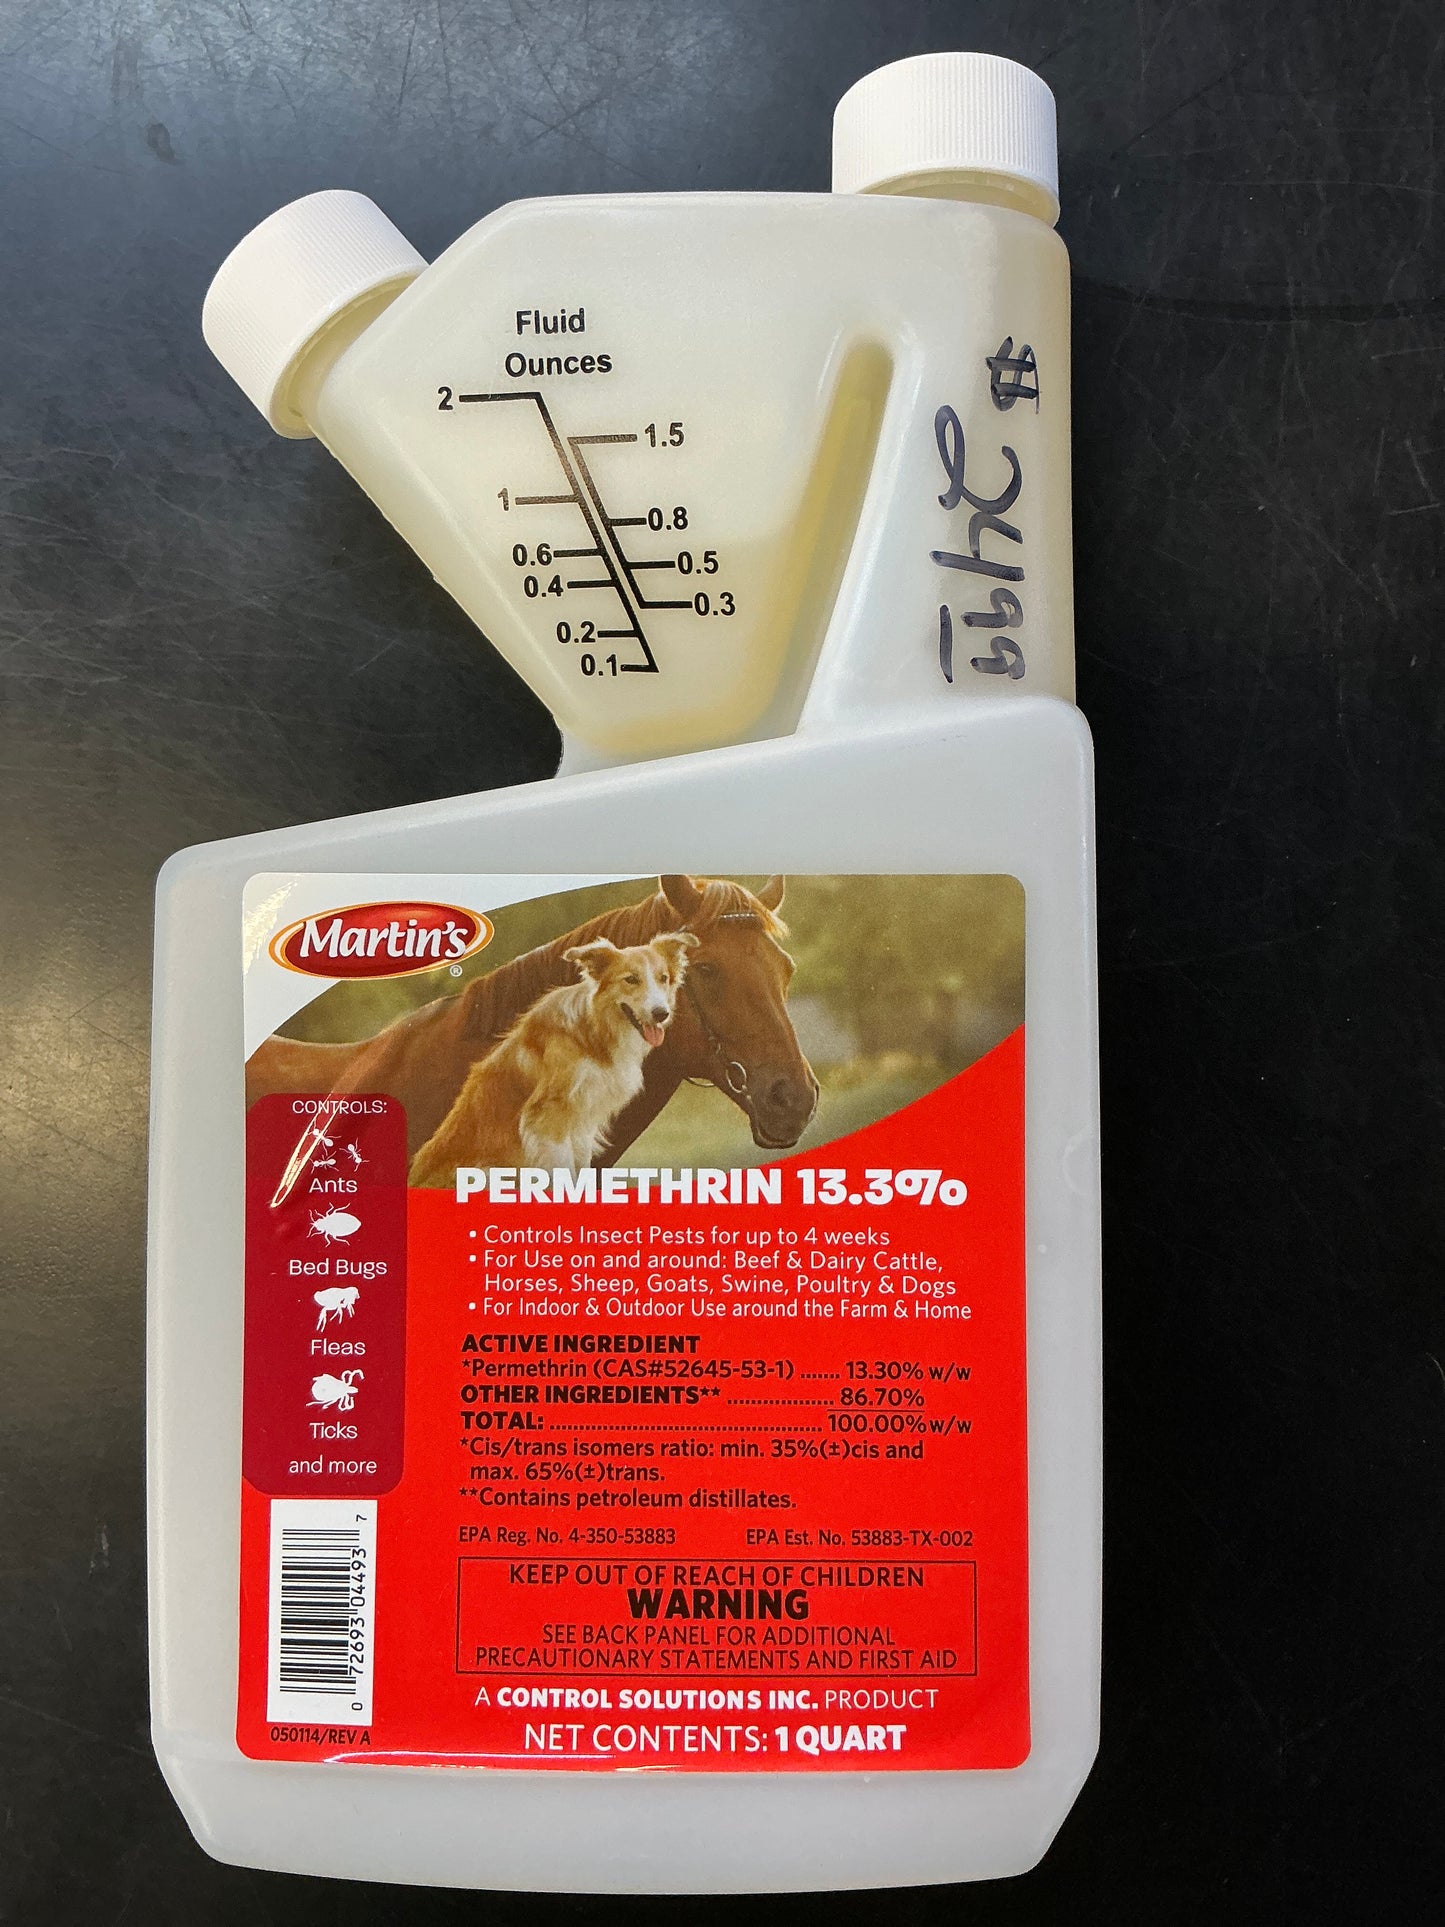 Fluid
Ounces
2
1.5
1
0.8
0.6
0.5
0.4
0.3
0.2
0.1
$ 24.99
Martin's®
CONTROLS:
Ants
Bed Bugs
Fleas
Ticks
and more
PERMETHRIN 13.3%
• Controls Insect Pests for up to 4 weeks
• For Use on and around: Beef & Dairy Cattle,
Horses, Sheep, Goats, Swine, Poultry & Dogs
• For Indoor & Outdoor Use around the Farm & Home
ACTIVE INGREDIENT
*Permethrin (CAS#52645-53-1) ....... 13.30% w/w
OTHER INGREDIENTS** .................. 86.70%
TOTAL: ............................................. 100.00% w/w
*Cis/trans isomers ratio: min. 35%(±)cis and
max. 65%(±)trans.
**Contains petroleum distillates.
EPA Reg. No. 4-350-53883 EPA Est. No. 53883-TX-002
KEEP OUT OF REACH OF CHILDREN
WARNING
SEE BACK PANEL FOR ADDITIONAL
PRECAUTIONARY STATEMENTS AND FIRST AID
A CONTROL SOLUTIONS INC. PRODUCT
NET CONTENTS: 1 QUART
0 72693 04493 7
050114/REV A